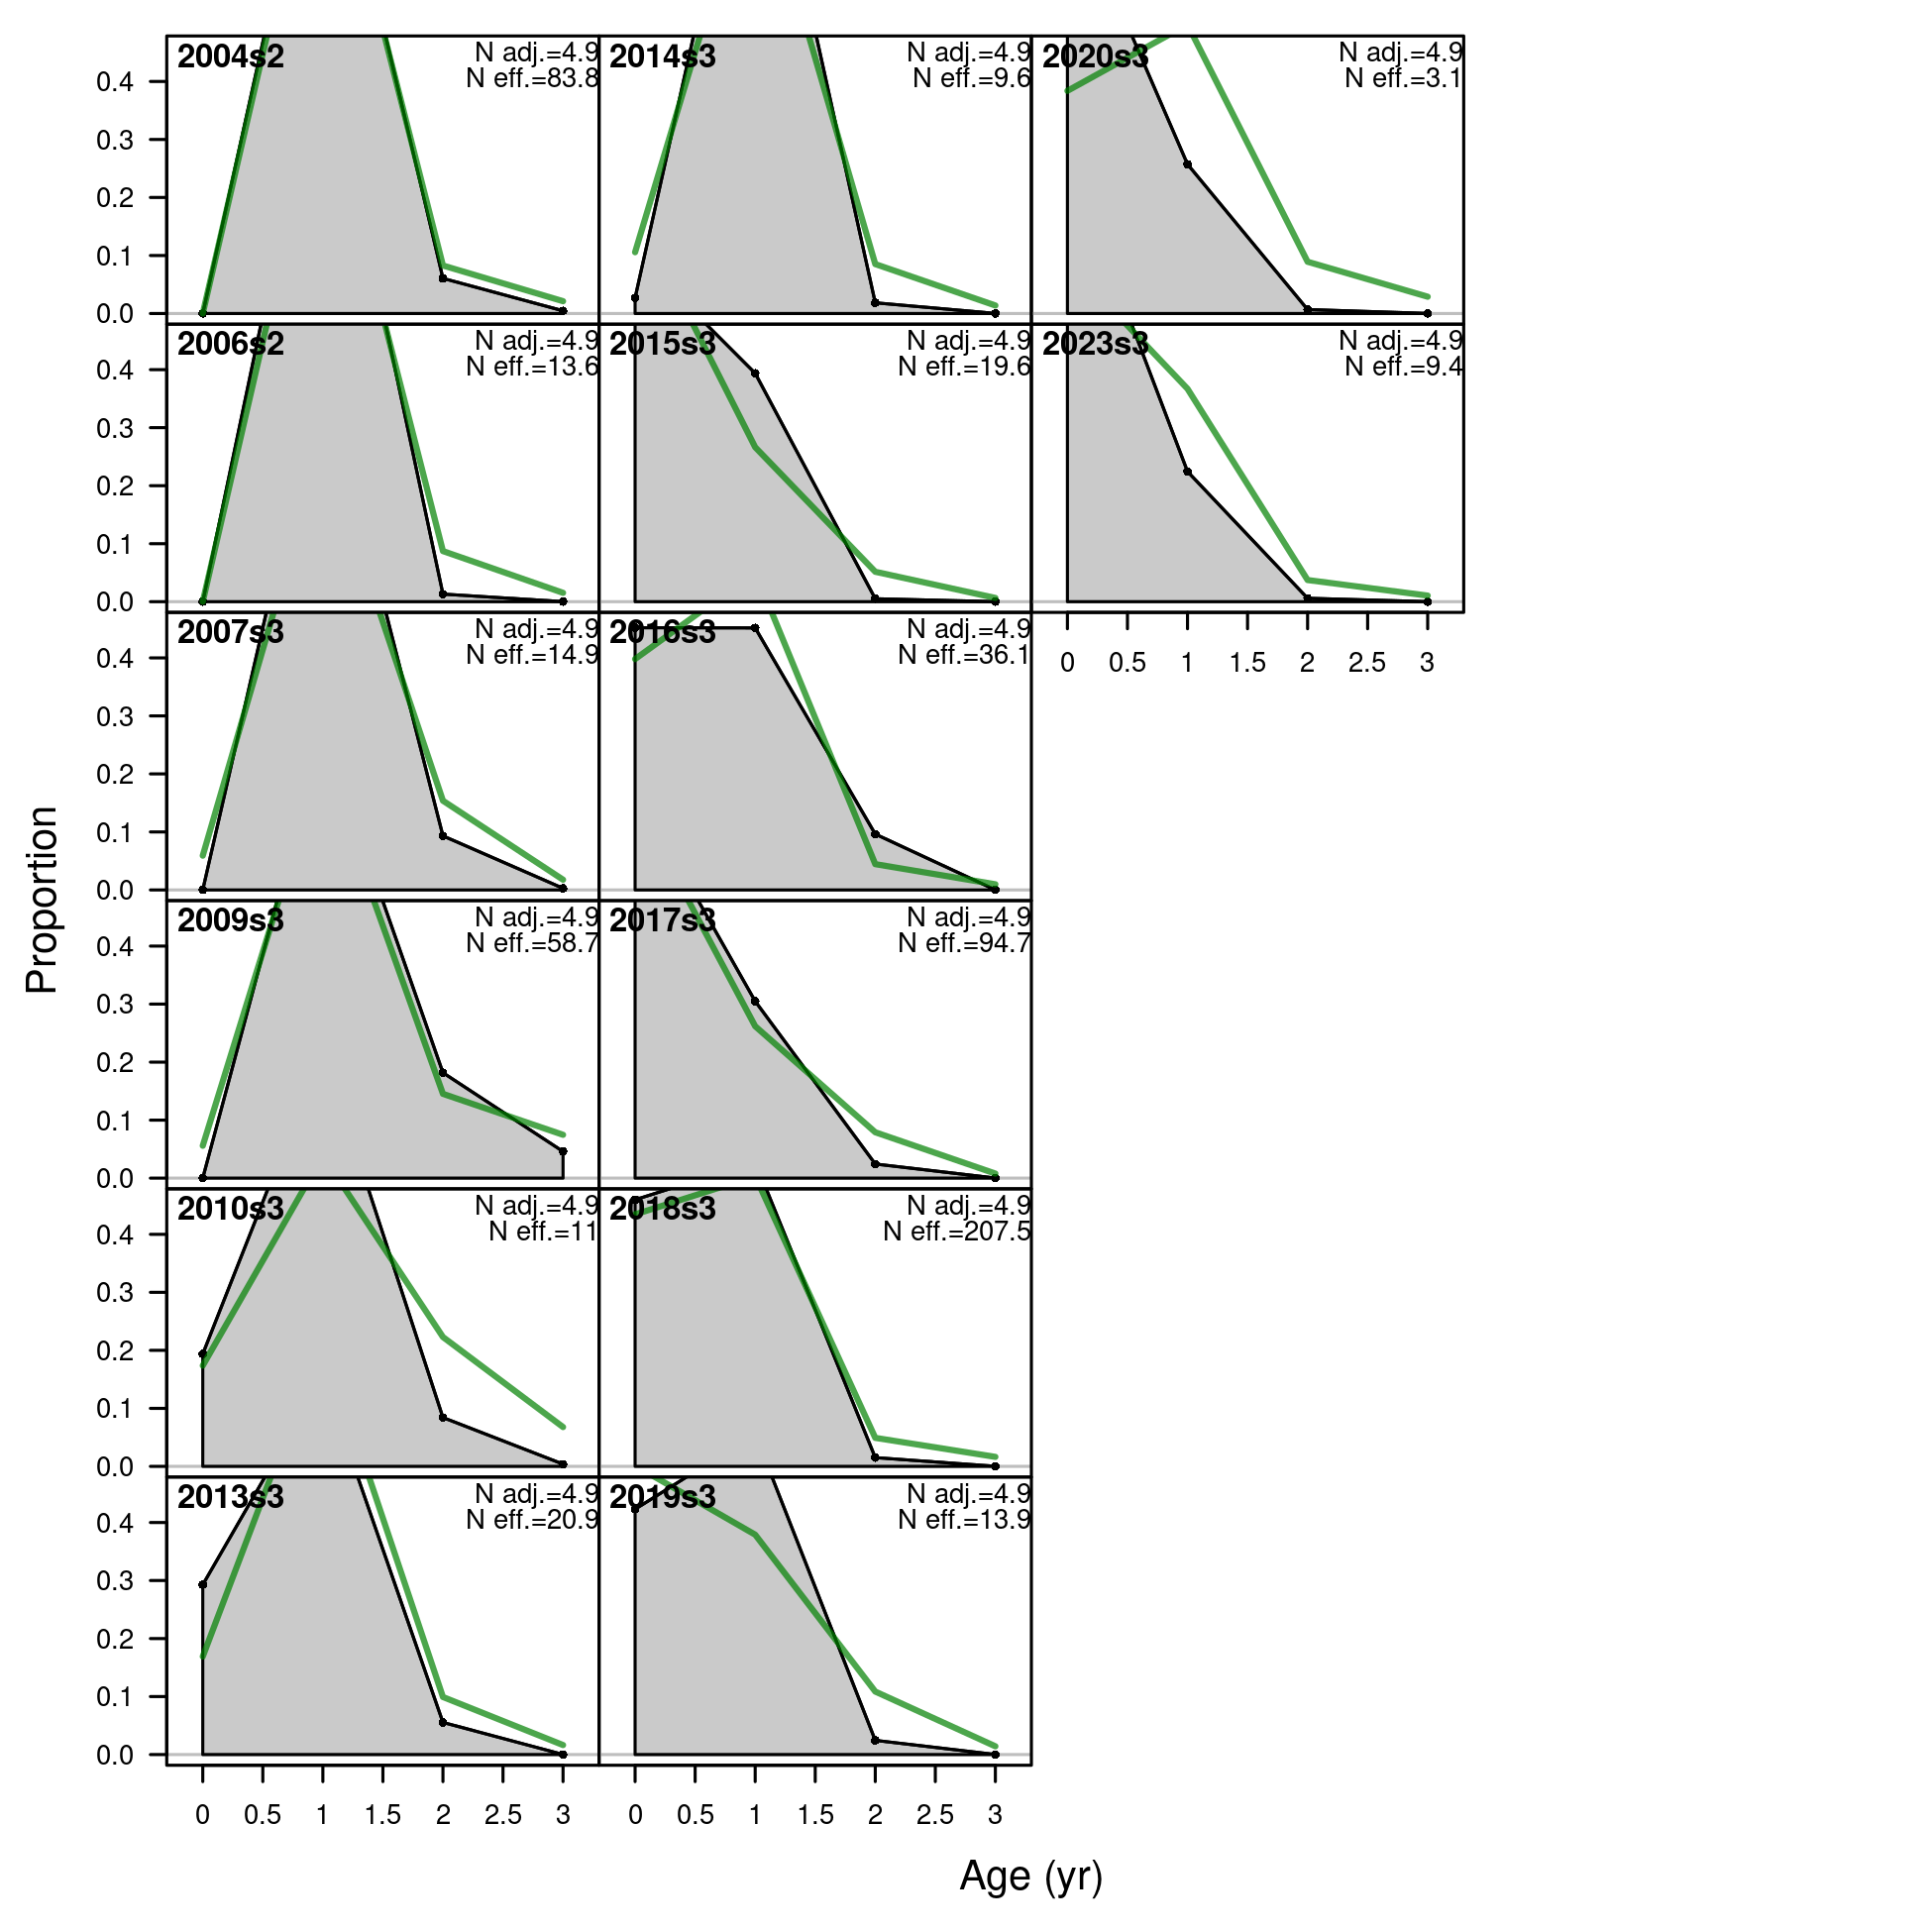 2004s2
N adj.=4.9
N eff.=83.8
2014s3
N adj.=4.9
N eff.=9.6
2020s3
N adj.=4.9
N eff.=3.1
0.4
0.3
0.2
0.1
0.0
2006s2
N adj.=4.9
N eff.=13.6
2015s3
N adj.=4.9
N eff.=19.6
2023s3
N adj.=4.9
N eff.=9.4
0.4
0.3
0.2
0.1
0.0
2007s3
N adj.=4.9
N eff.=14.9
2016s3
N adj.=4.9
N eff.=36.1
0 0.5 1 1.5 2 2.5 3
0.4
0.3
0.2
0.1
0.0
2009s3
N adj.=4.9
N eff.=58.7
2017s3
N adj.=4.9
N eff.=94.7
0.4
0.3
0.2
0.1
0.0
2010s3
N adj.=4.9
N eff.=11
2018s3
N adj.=4.9
N eff.=207.5
0.4
0.3
0.2
0.1
0.0
2013s3
N adj.=4.9
N eff.=20.9
2019s3
N adj.=4.9
N eff.=13.9
0.4
0.3
0.2
0.1
0.0
0 0.5 1 1.5 2 2.5 3
0 0.5 1 1.5 2 2.5 3
Proportion
Age (yr)